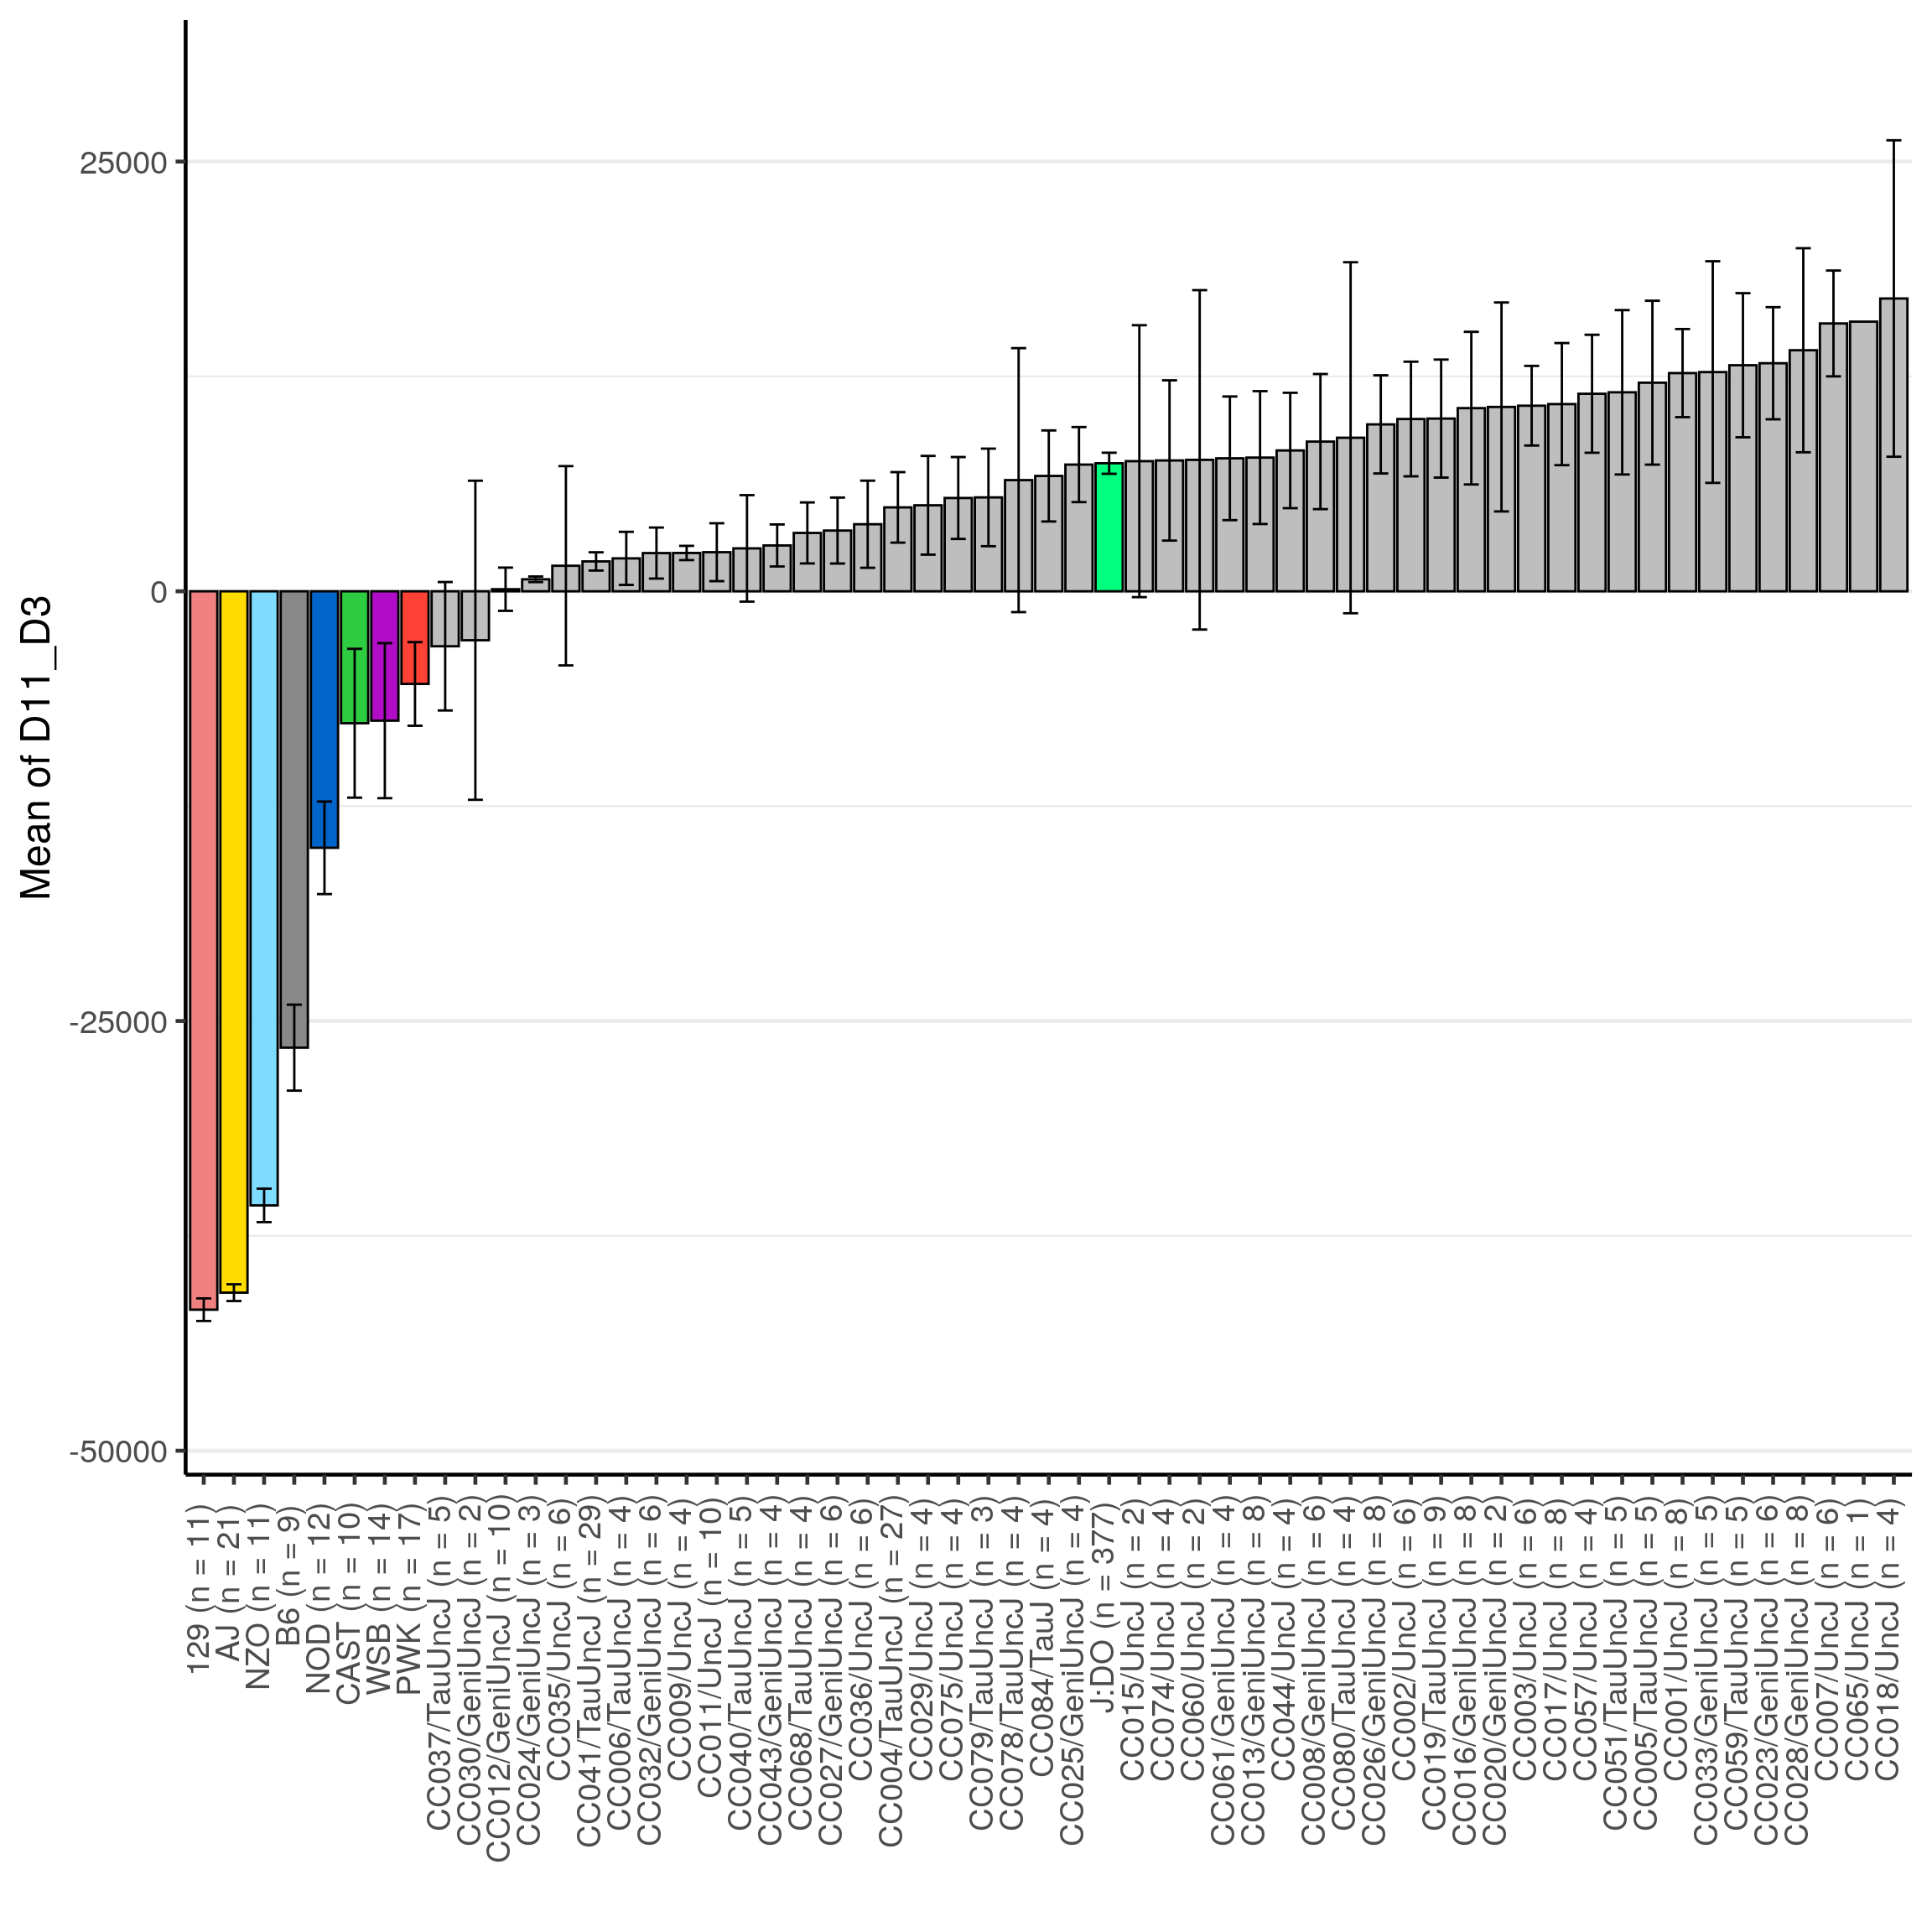 Mean of D11_D3
25000
0
-25000
-50000
129 (n = 11)
AJ (n = 21)
NZO (n = 11)
B6 (n = 9)
NOD (n = 12)
CAST (n = 10)
WSB (n = 14)
PWK (n = 17)
CC037/TauUncJ (n = 5)
CC030/GeniUncJ (n = 2)
CC012/GeniUncJ (n = 10)
CC024/GeniUncJ (n = 3)
CC035/UncJ (n = 6)
CC041/TauUncJ (n = 29)
CC006/TauUncJ (n = 4)
CC032/GeniUncJ (n = 6)
CC009/UncJ (n = 4)
CC011/UncJ (n = 10)
CC040/TauUncJ (n = 5)
CC043/GeniUncJ (n = 4)
CC068/TauUncJ (n = 4)
CC027/GeniUncJ (n = 6)
CC036/UncJ (n = 6)
CC004/TauUncJ (n = 27)
CC029/UncJ (n = 4)
CC075/UncJ (n = 4)
CC079/TauUncJ (n = 3)
CC078/TauUncJ (n = 4)
CC084/TauJ (n = 4)
CC025/GeniUncJ (n = 4)
J:DO (n = 377)
CC015/UncJ (n = 2)
CC074/UncJ (n = 4)
CC060/UncJ (n = 2)
CC061/GeniUncJ (n = 4)
CC013/GeniUncJ (n = 8)
CC044/UncJ (n = 4)
CC008/GeniUncJ (n = 6)
CC080/TauUncJ (n = 4)
CC026/GeniUncJ (n = 8)
CC002/UncJ (n = 6)
CC019/TauUncJ (n = 9)
CC016/GeniUncJ (n = 8)
CC020/GeniUncJ (n = 2)
CC003/UncJ (n = 6)
CC017/UncJ (n = 8)
CC057/UncJ (n = 4)
CC051/TauUncJ (n = 5)
CC005/TauUncJ (n = 5)
CC001/UncJ (n = 8)
CC033/GeniUncJ (n = 5)
CC059/TauUncJ (n = 5)
CC023/GeniUncJ (n = 6)
CC028/GeniUncJ (n = 8)
CC007/UncJ (n = 6)
CC065/UncJ (n = 1)
CC018/UncJ (n = 4)